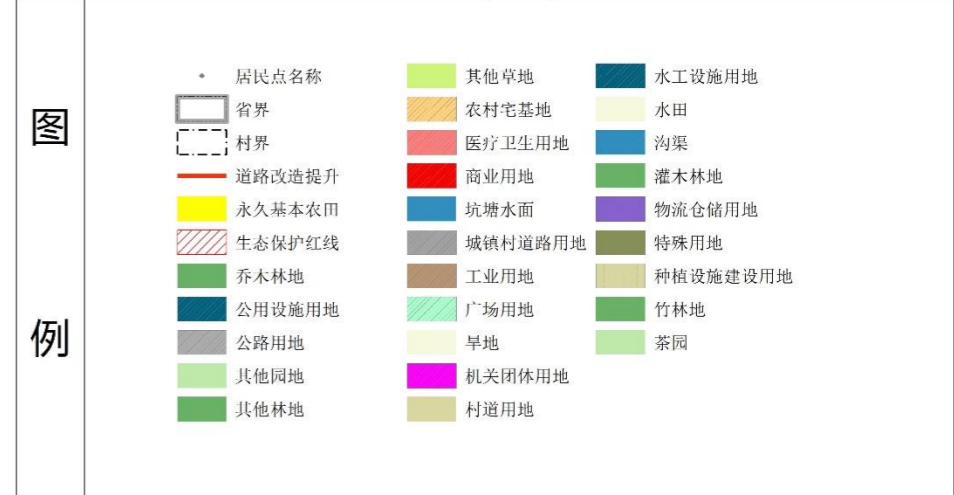 图
例
居民点名称
省界
村界
道路改造提升
永久基本农田
生态保护红线
乔木林地
公用设施用地
公路用地
其他园地
其他林地
其他草地
农村宅基地
医疗卫生用地
商业用地
坑塘水面
城镇村道路用地
工业用地
广场用地
旱地
机关团体用地
村道用地
水工设施用地
水田
沟渠
灌木林地
物流仓储用地
特殊用地
种植设施建设用地
竹林地
茶园